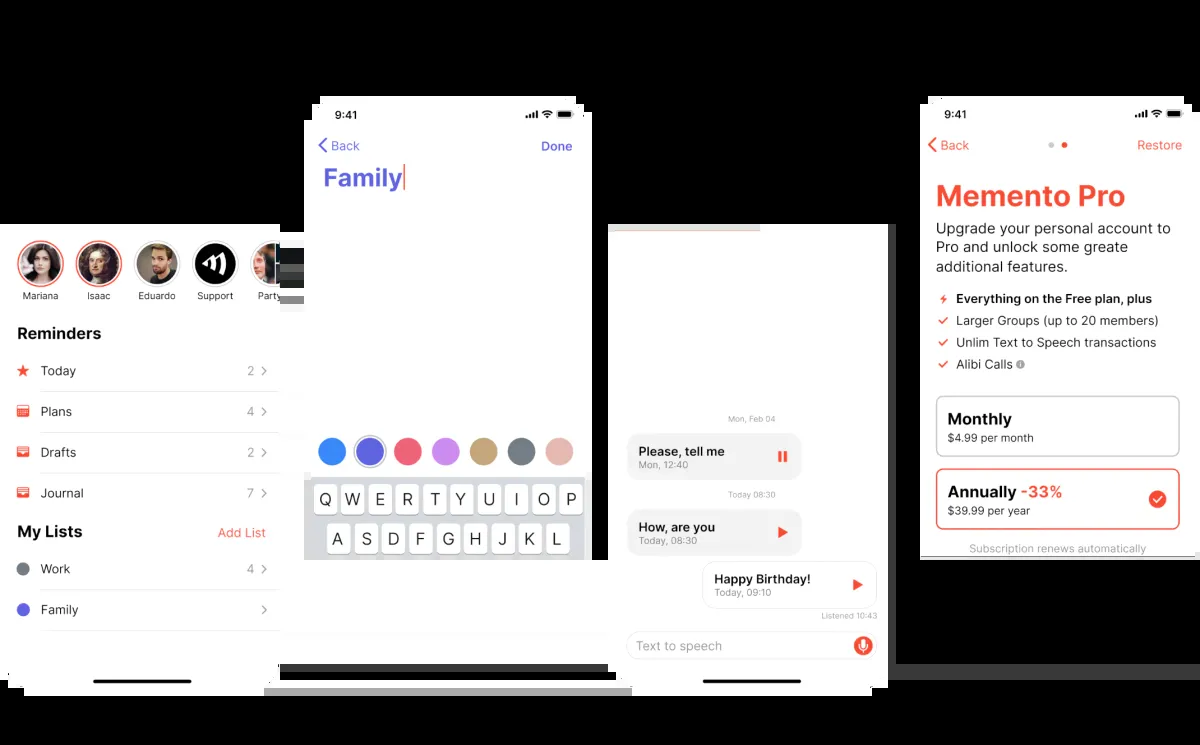 Mariana
Isaac
Eduardo
Support
Party
Reminders
Today 2
Plans 4
Drafts 2
Journal 7
My Lists Add List
Work 4
Family
9:41
Back Done
Family
Q W E R T Y U I O P
A S D F G H J K L
Mon, Feb 04
Please, tell me
Mon, 12:40
Today 08:30
How, are you
Today, 08:30
Happy Birthday!
Today, 09:10
Listened 10:43
Text to speech
9:41
Back Restore
Memento Pro
Upgrade your personal account to
Pro and unlock some greate
additional features.
Everything on the Free plan, plus
Larger Groups (up to 20 members)
Unlim Text to Speech transactions
Alibi Calls
Monthly
$4.99 per month
Annually -33%
$39.99 per year
Subscription renews automatically